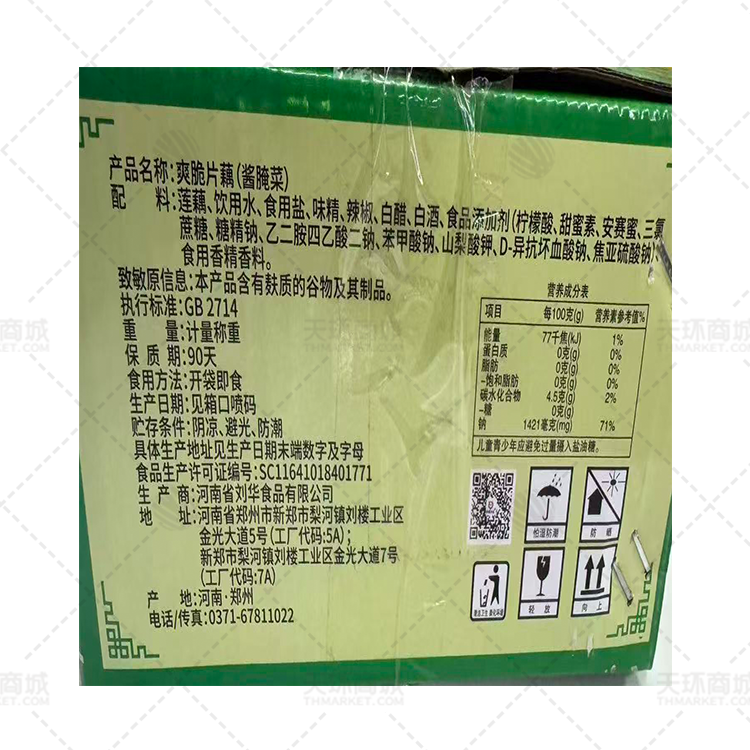 产品名称:爽脆片藕(酱腌菜)
配 料:莲藕、饮用水、食用盐、味精、辣椒、白醋、白酒、食品添加剂(柠檬酸、甜蜜素、安赛蜜、三氯
蔗糖、糖精钠、乙二胺四乙酸二钠、苯甲酸钠、山梨酸钾、D-异抗坏血酸钠、焦亚硫酸钠)、
食用香精香料。
致敏原信息:本产品含有麸质的谷物及其制品。
执行标准:GB 2714
重 量:计量称重
保 质 期:90天
食用方法:开袋即食
生产日期:见箱口喷码
贮存条件:阴凉、避光、防潮
具体生产地址见生产日期末端数字及字母
食品生产许可证编号:SC11641018401771
生 产 商:河南省刘华食品有限公司
地 址:河南省郑州市新郑市梨河镇刘楼工业区
金光大道5号(工厂代码:5A);
新郑市梨河镇刘楼工业区金光大道7号
(工厂代码:7A)
产 地:河南·郑州
电话/传真:0371-67811022
营养成分表
项目 每100克(g) 营养素参考值%
能量 77千焦(kJ) 1%
蛋白质 0克(g) 0%
脂肪 0克(g) 0%
-饱和脂肪 0克(g) 0%
碳水化合物 4.5克(g) 2%
-糖 0克(g)
钠 1421毫克(mg) 71%
儿童青少年应避免过量摄入盐油糖。
怕湿防潮 防 晒
轻 放 向 上
天环商城
THMARKET.COM